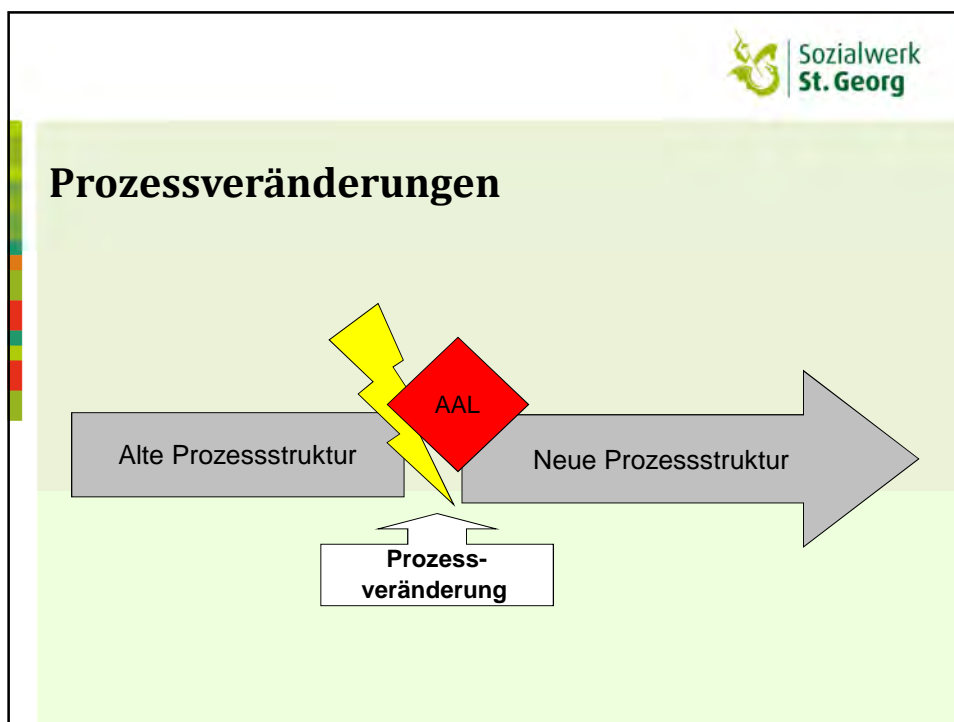 Sozialwerk
St. Georg
Prozessveränderungen
AAL
Alte Prozessstruktur
Neue Prozessstruktur
Prozess-
veränderung